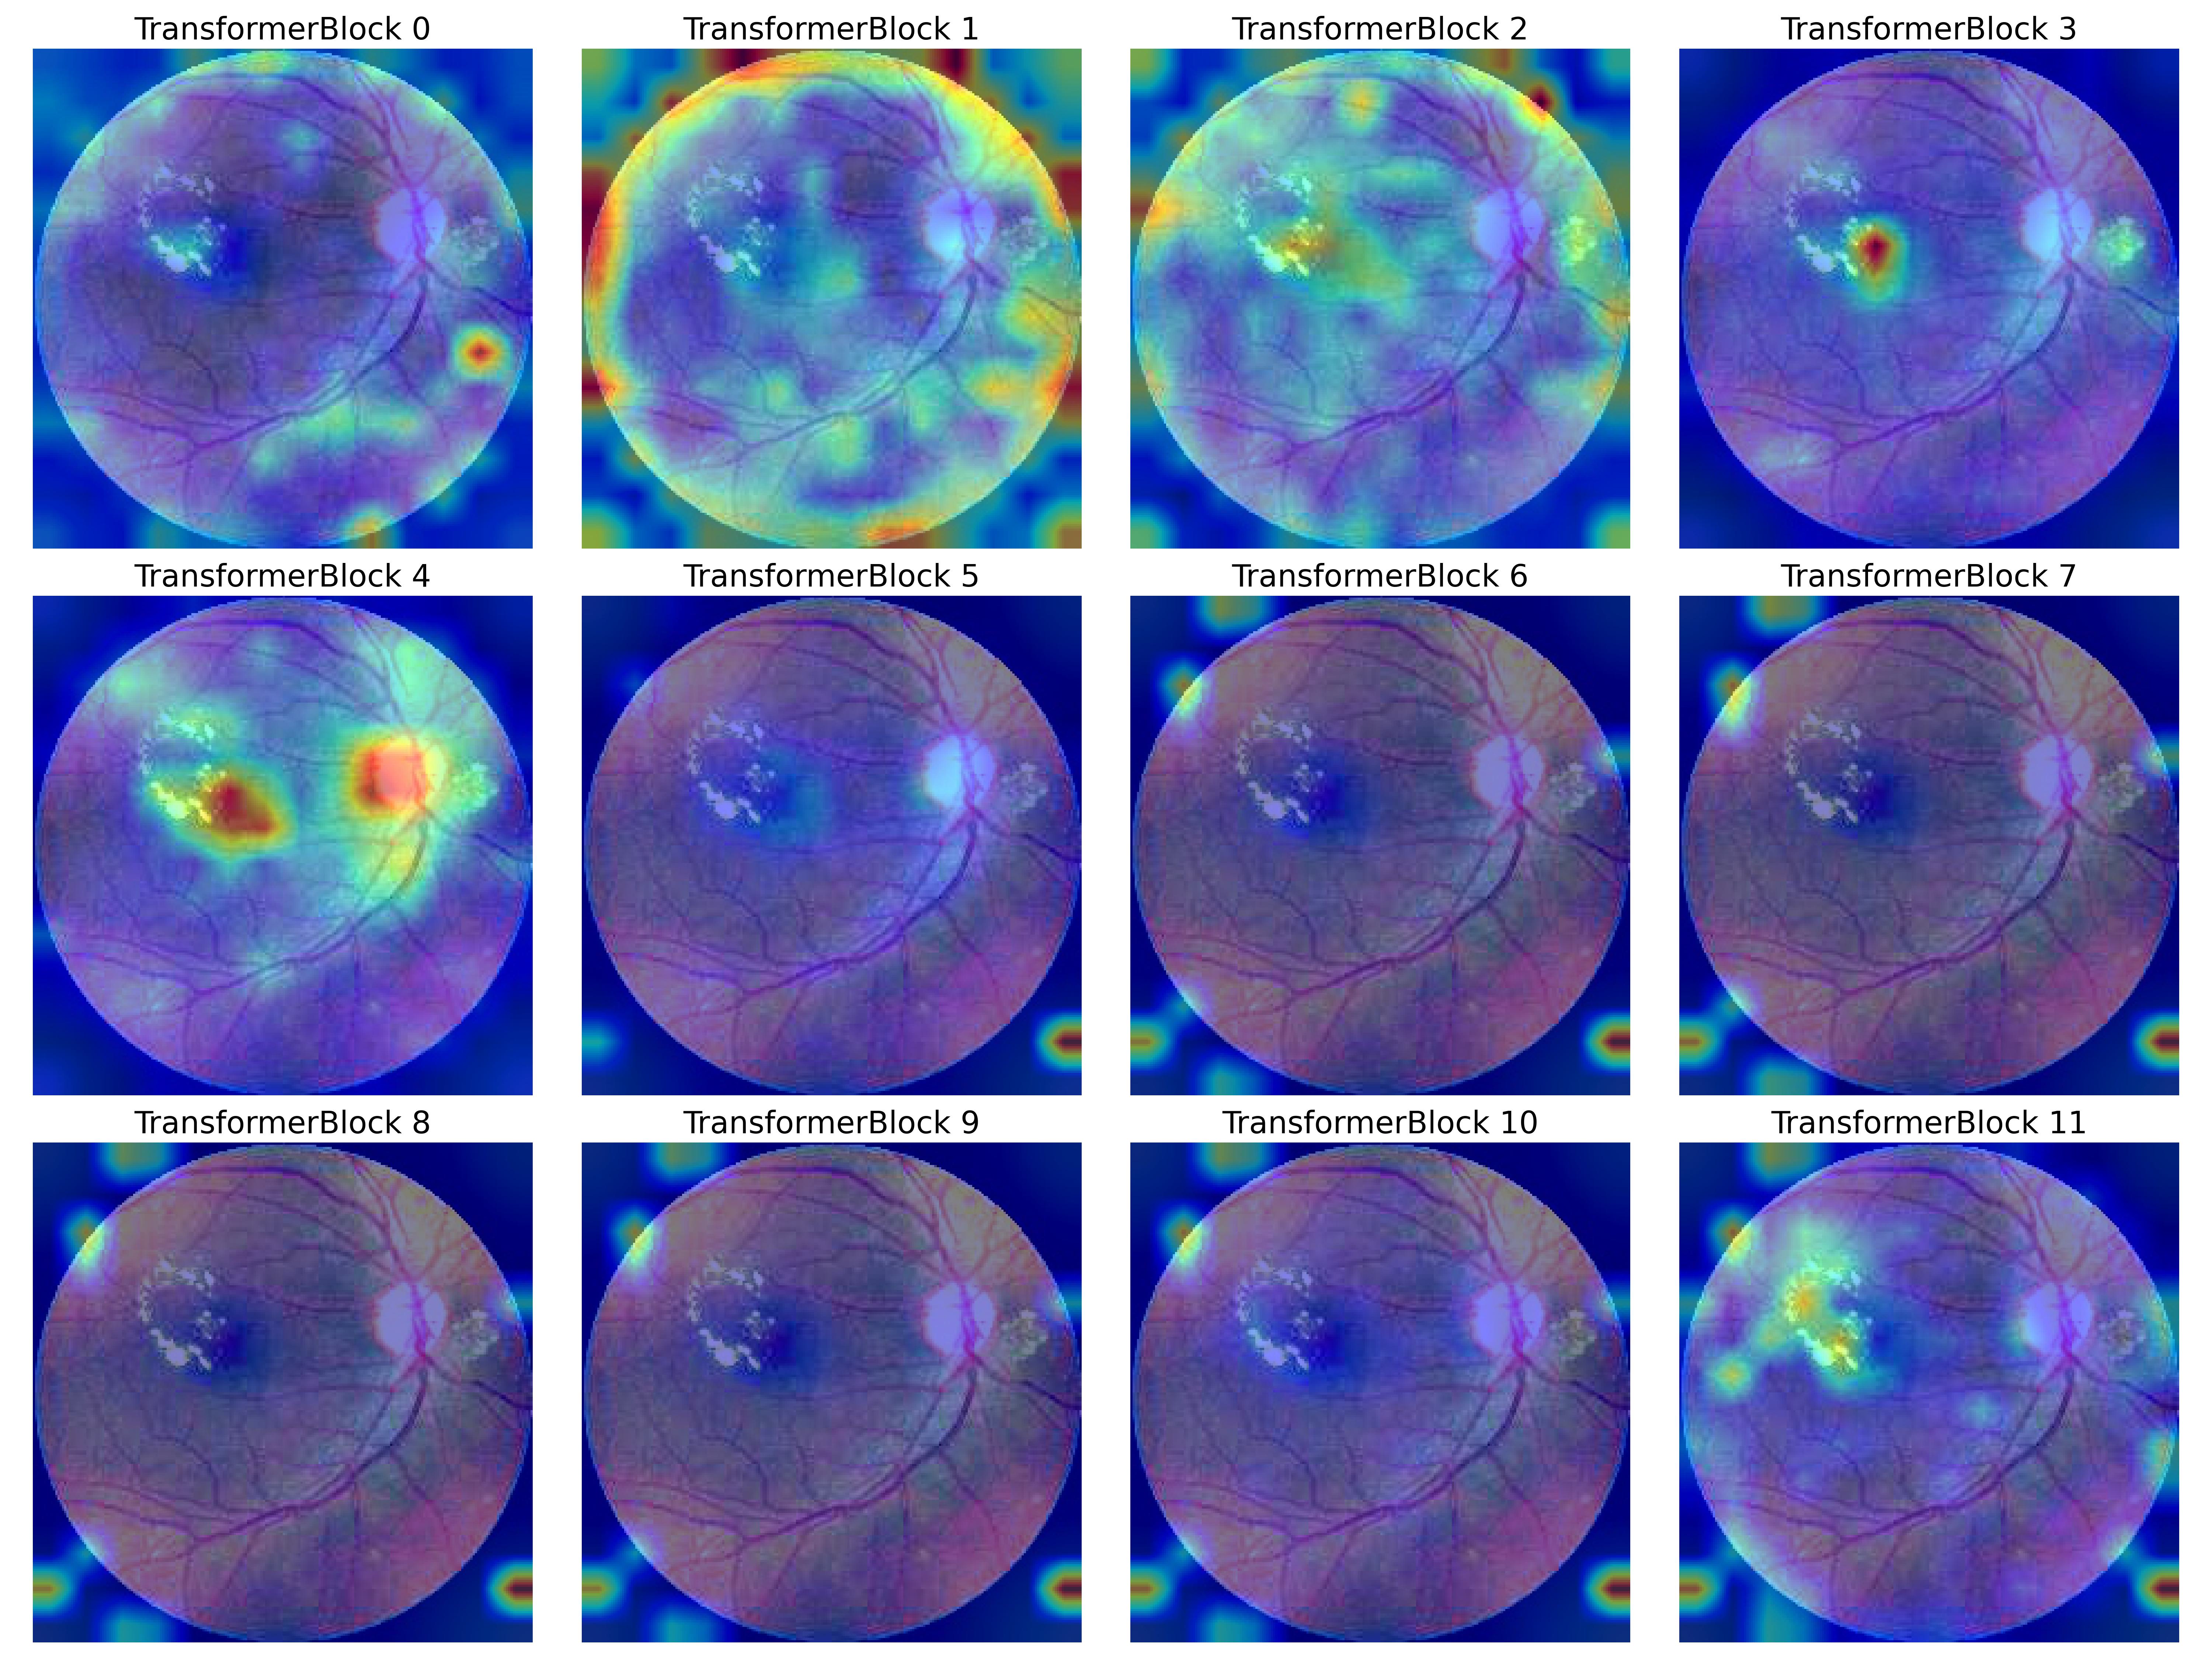 TransformerBlock 0
TransformerBlock 1
TransformerBlock 2
TransformerBlock 3
TransformerBlock 4
TransformerBlock 5
TransformerBlock 6
TransformerBlock 7
TransformerBlock 8
TransformerBlock 9
TransformerBlock 10
TransformerBlock 11